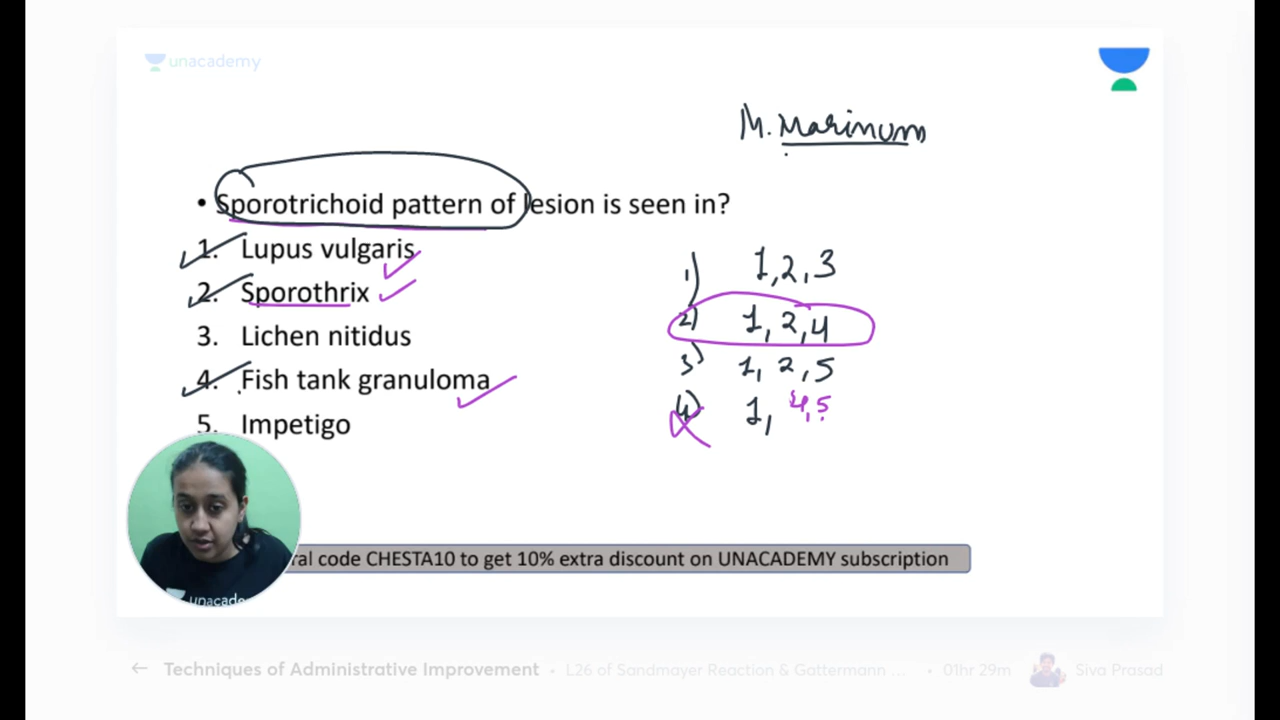 unacademy
M. Marinum
• Sporotrichoid pattern of lesion is seen in?
1. Lupus vulgaris
2. Sporothrix
3. Lichen nitidus
4. Fish tank granuloma
5. Impetigo
1) 1, 2, 3
2) 1, 2, 4
3) 1, 2, 5
4) 1, 4, 5
ral code CHESTA10 to get 10% extra discount on UNACADEMY subscription
unacade
← Techniques of Administrative Improvement • L26 of Sandmayer Reaction & Gattermann ... • 01hr 29m Siva Prasad